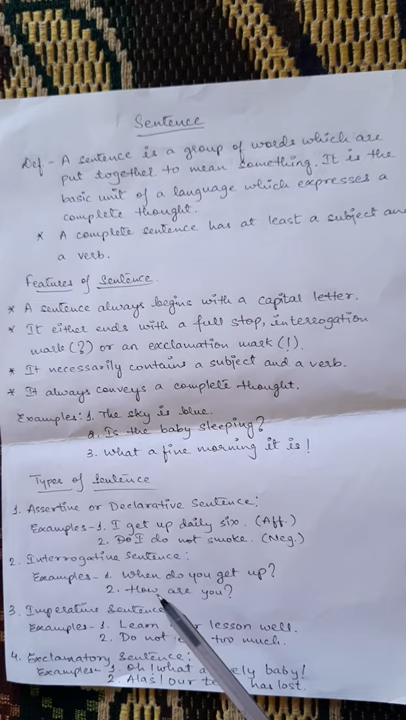 Sentence
Def - A sentence is a group of words which are
put together to mean something. It is the
basic unit of a language which expresses a
complete thought.
* A complete sentence has at least a subject
a verb.
Features of Sentence.
* A sentence always begins with a capital letter.
* It either ends with a full stop, interrogation
mark (?) or an exclamation mark (!).
* It necessarily contains a subject and a verb.
* It always conveys a complete thought.
Examples: 1. The sky is blue.
2. Is the baby sleeping?
3. What a fine morning it is!
Types of Sentence
1. Assertive or Declarative Sentence:
Examples - 1. I get up daily six. (Aff.)
2. I do not smoke. (Neg.)
2. Interrogative Sentence:
Examples - 1. When do you get up?
2. How are you?
3. Imperative Sentence
Examples - 1. Learn lesson well.
2. Do not too much.
4. Exclamatory Sentence:
Examples - 1. Oh! what a baby!
2. Alas! our has lost.